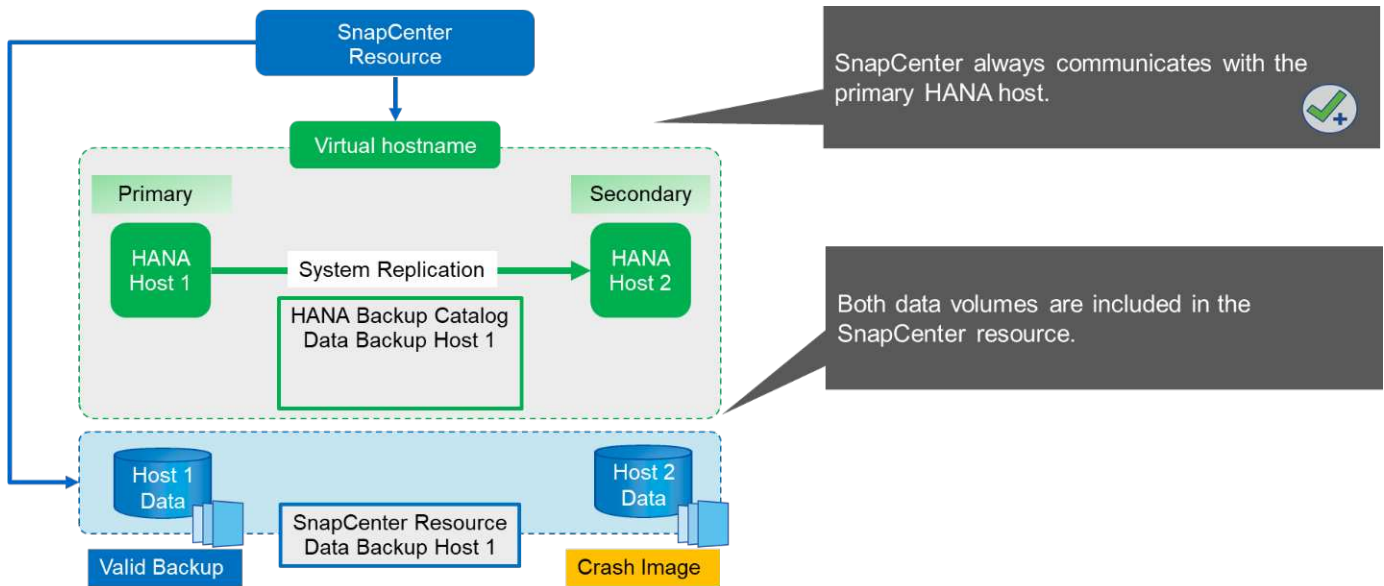 SnapCenter
Resource
SnapCenter always communicates with the
primary HANA host.
Virtual hostname
Primary
Secondary
HANA
Host 1
System Replication
HANA
Host 2
HANA Backup Catalog
Data Backup Host 1
Both data volumes are included in the
SnapCenter resource.
Host 1
Data
Host 2
Data
SnapCenter Resource
Data Backup Host 1
Valid Backup
Crash Image